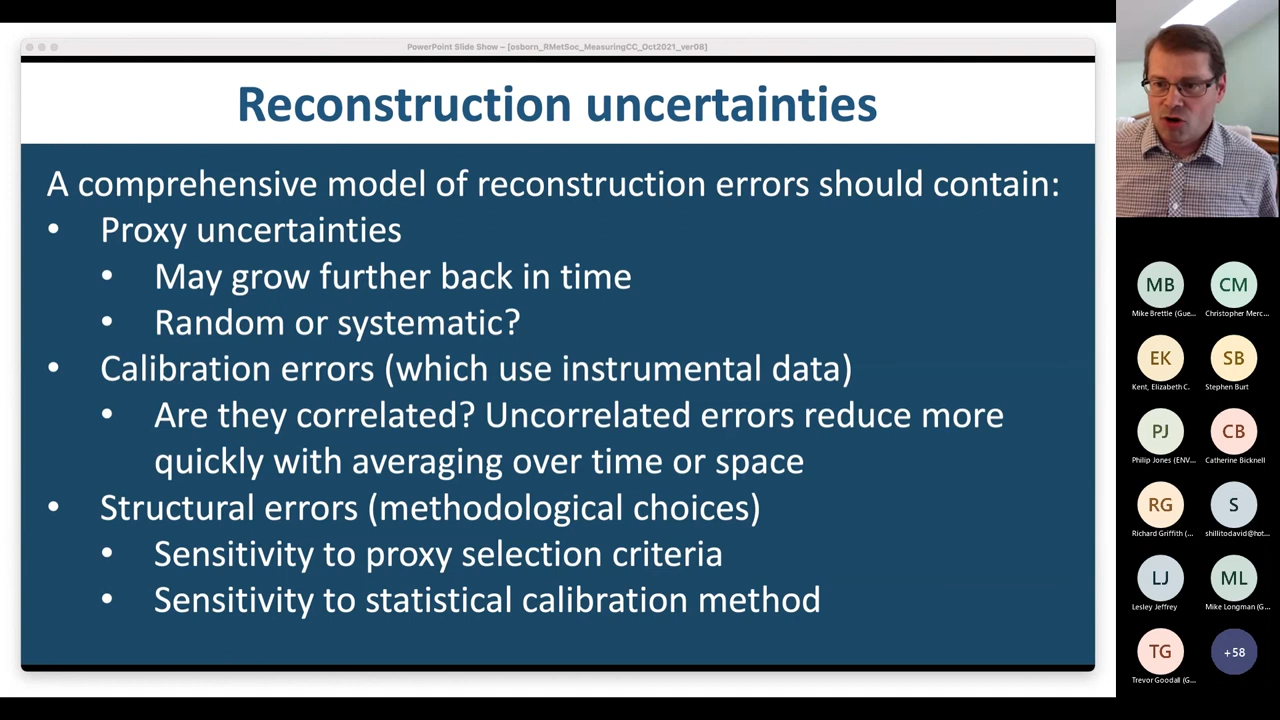 PowerPoint Slide Show – [osborn_RMetSoc_MeasuringCC_Oct2021_ver08]
Reconstruction uncertainties
A comprehensive model of reconstruction errors should contain:
• Proxy uncertainties
• May grow further back in time
• Random or systematic?
• Calibration errors (which use instrumental data)
• Are they correlated? Uncorrelated errors reduce more
quickly with averaging over time or space
• Structural errors (methodological choices)
• Sensitivity to proxy selection criteria
• Sensitivity to statistical calibration method
MB
CM
Mike Brettle (Gue...
Christopher Merc...
EK
SB
Kent, Elizabeth C.
Stephen Burt
PJ
CB
Philip Jones (ENV...
Catherine Bicknell
RG
S
Richard Griffith (...
shillitodavid@hot...
LJ
ML
Lesley Jeffrey
Mike Longman (G...
TG
+58
Trevor Goodall (G...